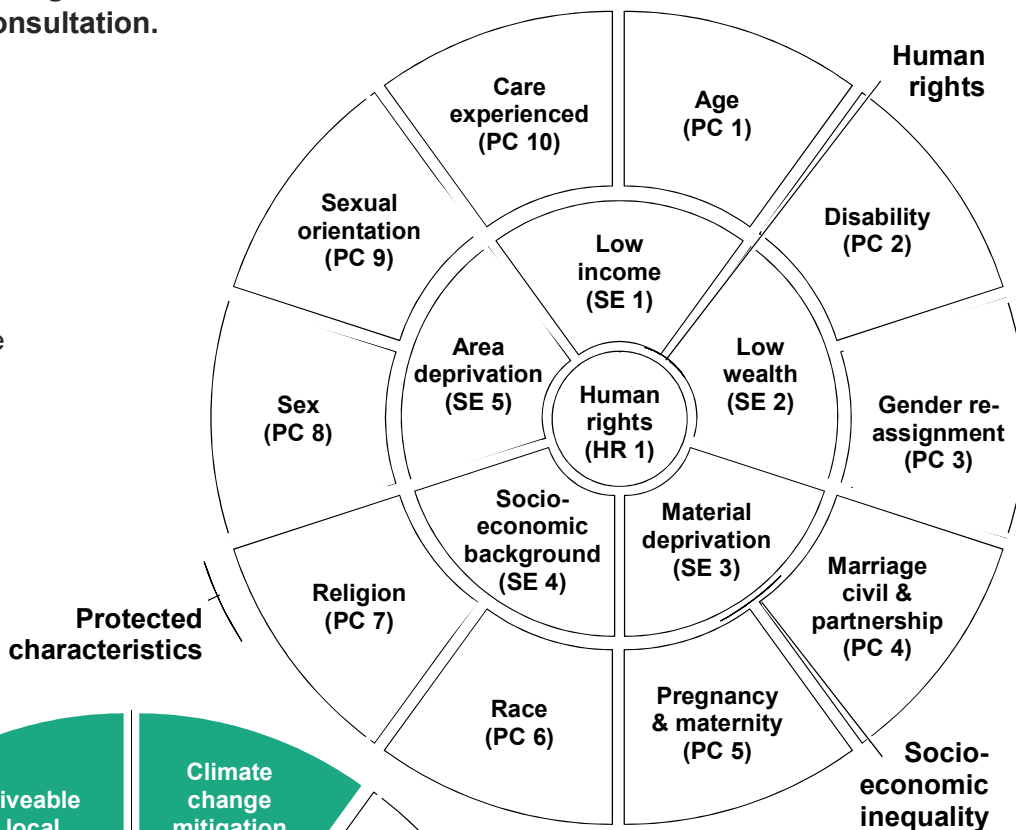 onsultation.
Human
rights
Care
experienced
(PC 10)
Age
(PC 1)
Disability
(PC 2)
Sexual
orientation
(PC 9)
Low
income
(SE 1)
Area
deprivation
(SE 5)
Low
wealth
(SE 2)
Human
rights
(HR 1)
Sex
(PC 8)
Gender re-
assignment
(PC 3)
Socio-
economic
background
(SE 4)
Material
deprivation
(SE 3)
Marriage
civil &
partnership
(PC 4)
Religion
(PC 7)
Protected
characteristics
Race
(PC 6)
Pregnancy
& maternity
(PC 5)
Socio-
economic
inequality
iveable
local
Climate
change
mitigation